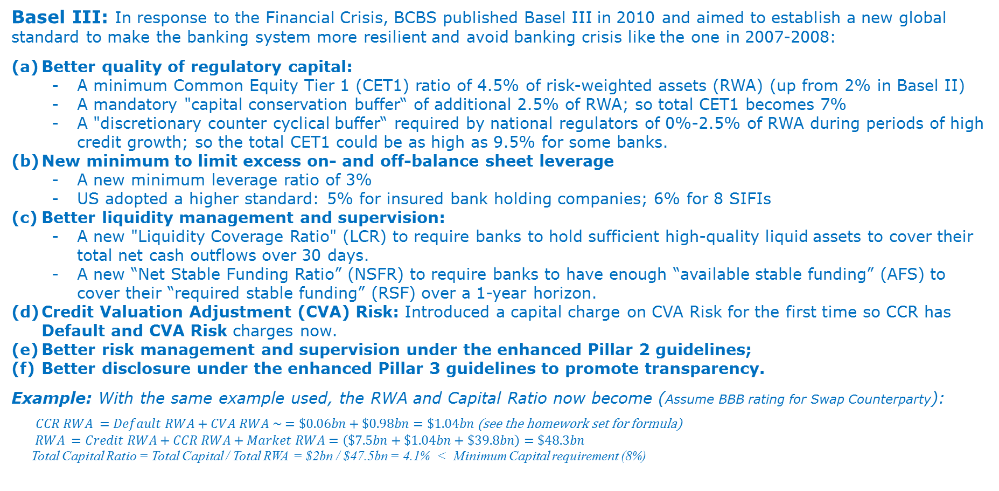 Basel III: In response to the Financial Crisis, BCBS published Basel III in 2010 and aimed to establish a new global
standard to make the banking system more resilient and avoid banking crisis like the one in 2007-2008:
(a) Better quality of regulatory capital:
- A minimum Common Equity Tier 1 (CET1) ratio of 4.5% of risk-weighted assets (RWA) (up from 2% in Basel II)
- A mandatory "capital conservation buffer‟ of additional 2.5% of RWA; so total CET1 becomes 7%
- A "discretionary counter cyclical buffer‟ required by national regulators of 0%-2.5% of RWA during periods of high
credit growth; so the total CET1 could be as high as 9.5% for some banks.
(b) New minimum to limit excess on- and off-balance sheet leverage
- A new minimum leverage ratio of 3%
- US adopted a higher standard: 5% for insured bank holding companies; 6% for 8 SIFIs
(c) Better liquidity management and supervision:
- A new "Liquidity Coverage Ratio" (LCR) to require banks to hold sufficient high-quality liquid assets to cover their
total net cash outflows over 30 days.
- A new “Net Stable Funding Ratio” (NSFR) to require banks to have enough “available stable funding” (AFS) to
cover their “required stable funding” (RSF) over a 1-year horizon.
(d) Credit Valuation Adjustment (CVA) Risk: Introduced a capital charge on CVA Risk for the first time so CCR has
Default and CVA Risk charges now.
(e) Better risk management and supervision under the enhanced Pillar 2 guidelines;
(f) Better disclosure under the enhanced Pillar 3 guidelines to promote transparency.
Example: With the same example used, the RWA and Capital Ratio now become (Assume BBB rating for Swap Counterparty):
CCR RWA = Default RWA + CVA RWA ~ = $0.06bn + $0.98bn = $1.04bn (see the homework set for formula)
RWA = Credit RWA + CCR RWA + Market RWA = ($7.5bn + $1.04bn + $39.8bn) = $48.3bn
Total Capital Ratio = Total Capital / Total RWA = $2bn / $47.5bn = 4.1% < Minimum Capital requirement (8%)